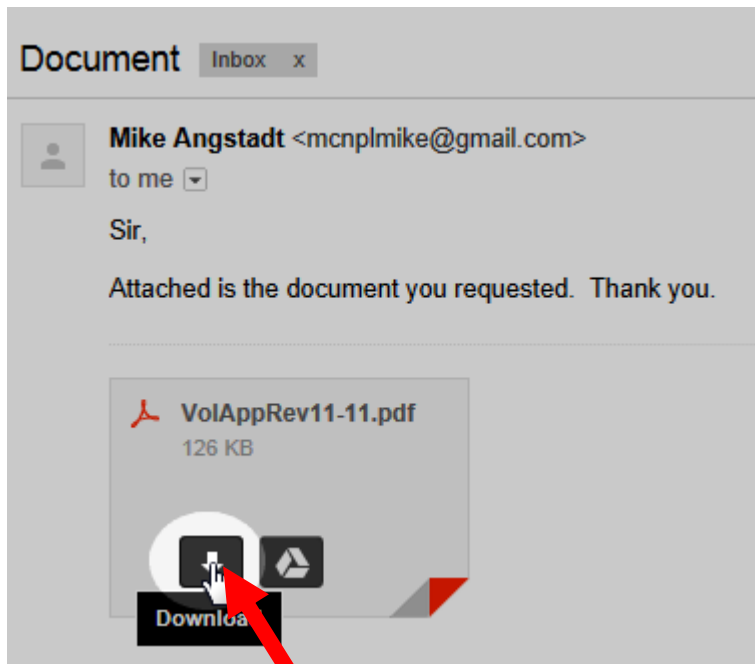 Document Inbox x
Mike Angstadt <mcnplmike@gmail.com>
to me
Sir,
Attached is the document you requested. Thank you.
VolAppRev11-11.pdf
126 KB
Download